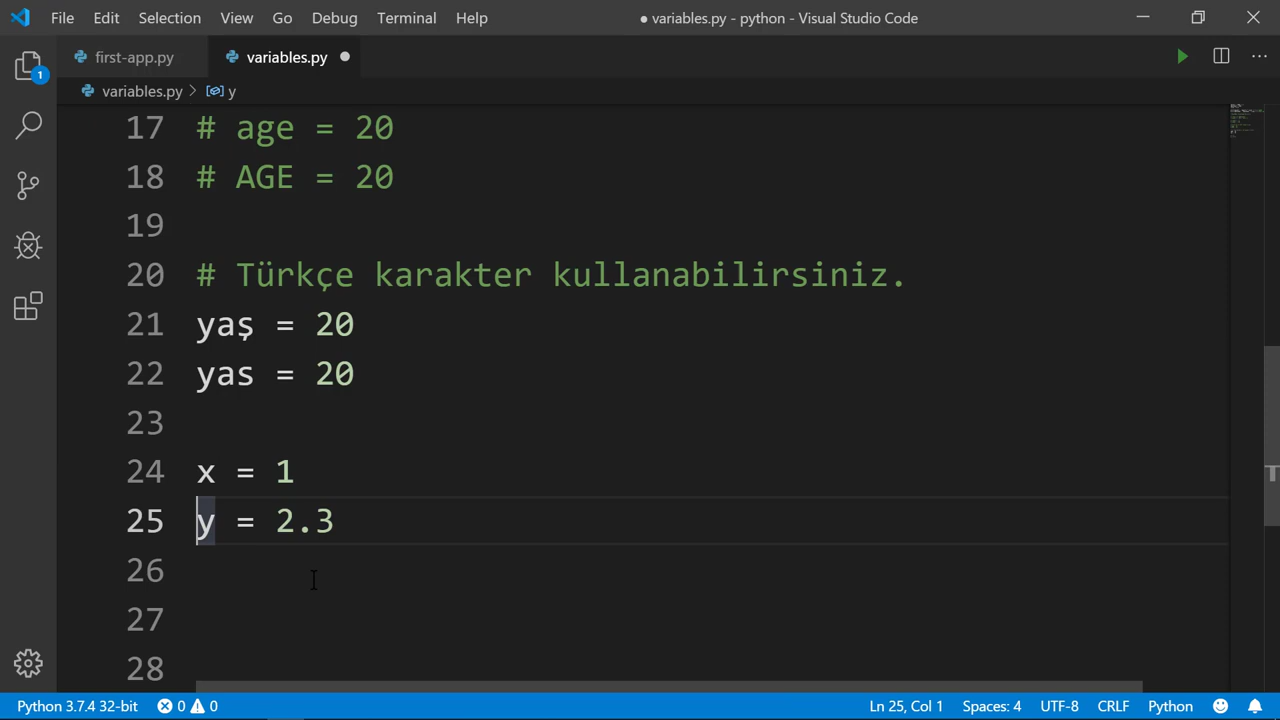 File Edit Selection View Go Debug Terminal Help ● variables.py - python - Visual Studio Code
first-app.py variables.py ●
variables.py > y
1
17 # age = 20
18 # AGE = 20
19
20 # Türkçe karakter kullanabilirsiniz.
21 yaş = 20
22 yas = 20
23
24 x = 1
25 y = 2.3
26
27
28
Python 3.7.4 32-bit 0 0 Ln 25, Col 1 Spaces: 4 UTF-8 CRLF Python